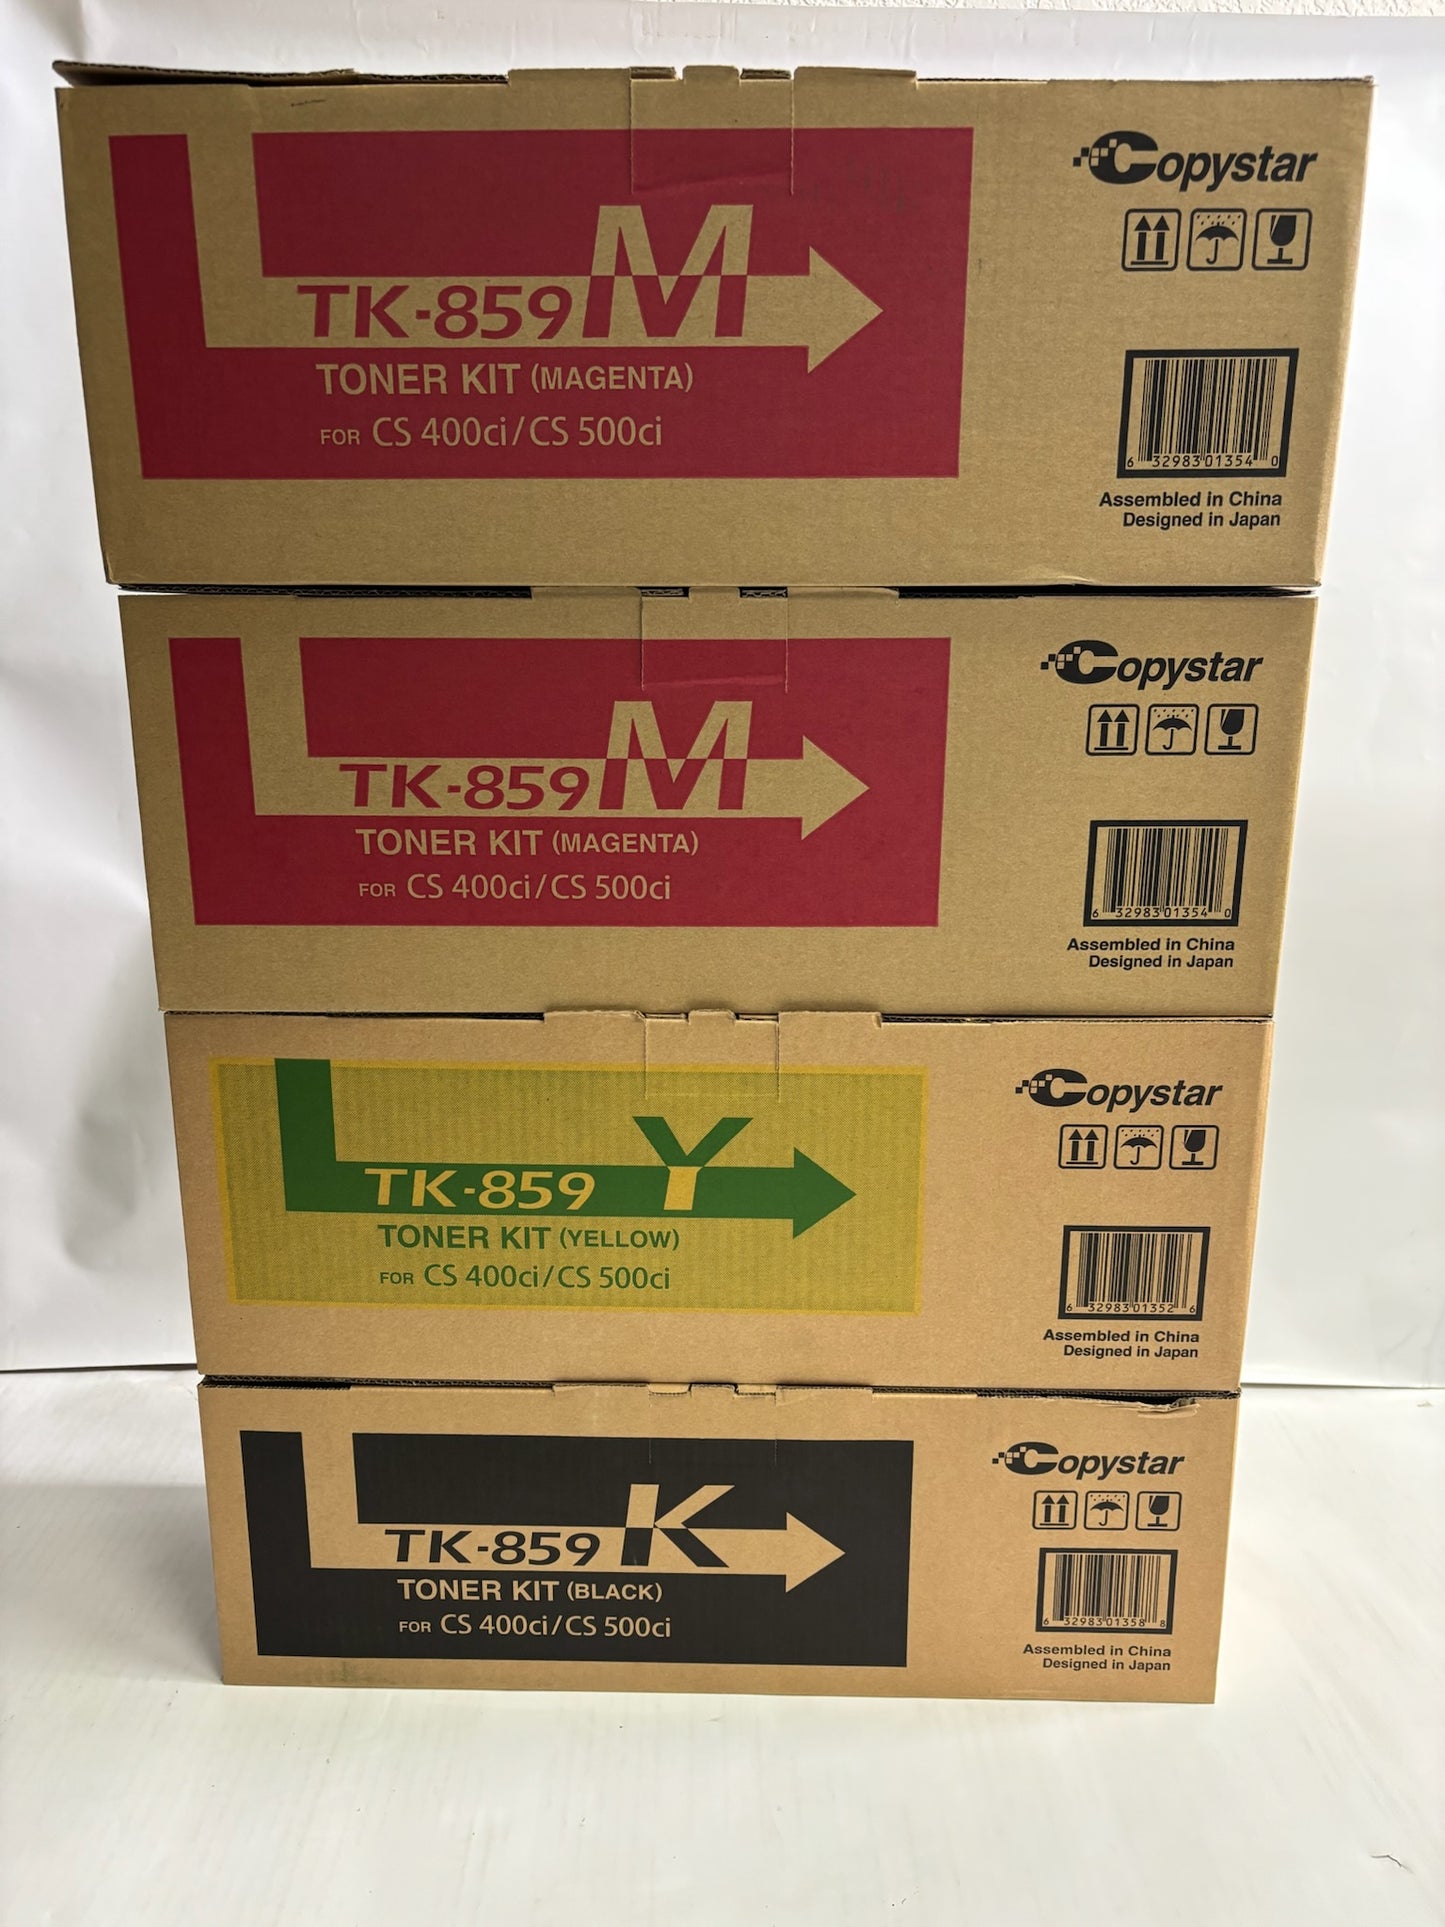 Copystar
TK-859M
TONER KIT (MAGENTA)
FOR CS 400ci/CS 500ci
6 32983 01354 0
Assembled in China
Designed in Japan
Copystar
TK-859M
TONER KIT (MAGENTA)
FOR CS 400ci/CS 500ci
6 32983 01354 0
Assembled in China
Designed in Japan
Copystar
TK-859Y
TONER KIT (YELLOW)
FOR CS 400ci/CS 500ci
6 32983 01352 6
Assembled in China
Designed in Japan
Copystar
TK-859K
TONER KIT (BLACK)
FOR CS 400ci/CS 500ci
6 32983 01358 8
Assembled in China
Designed in Japan